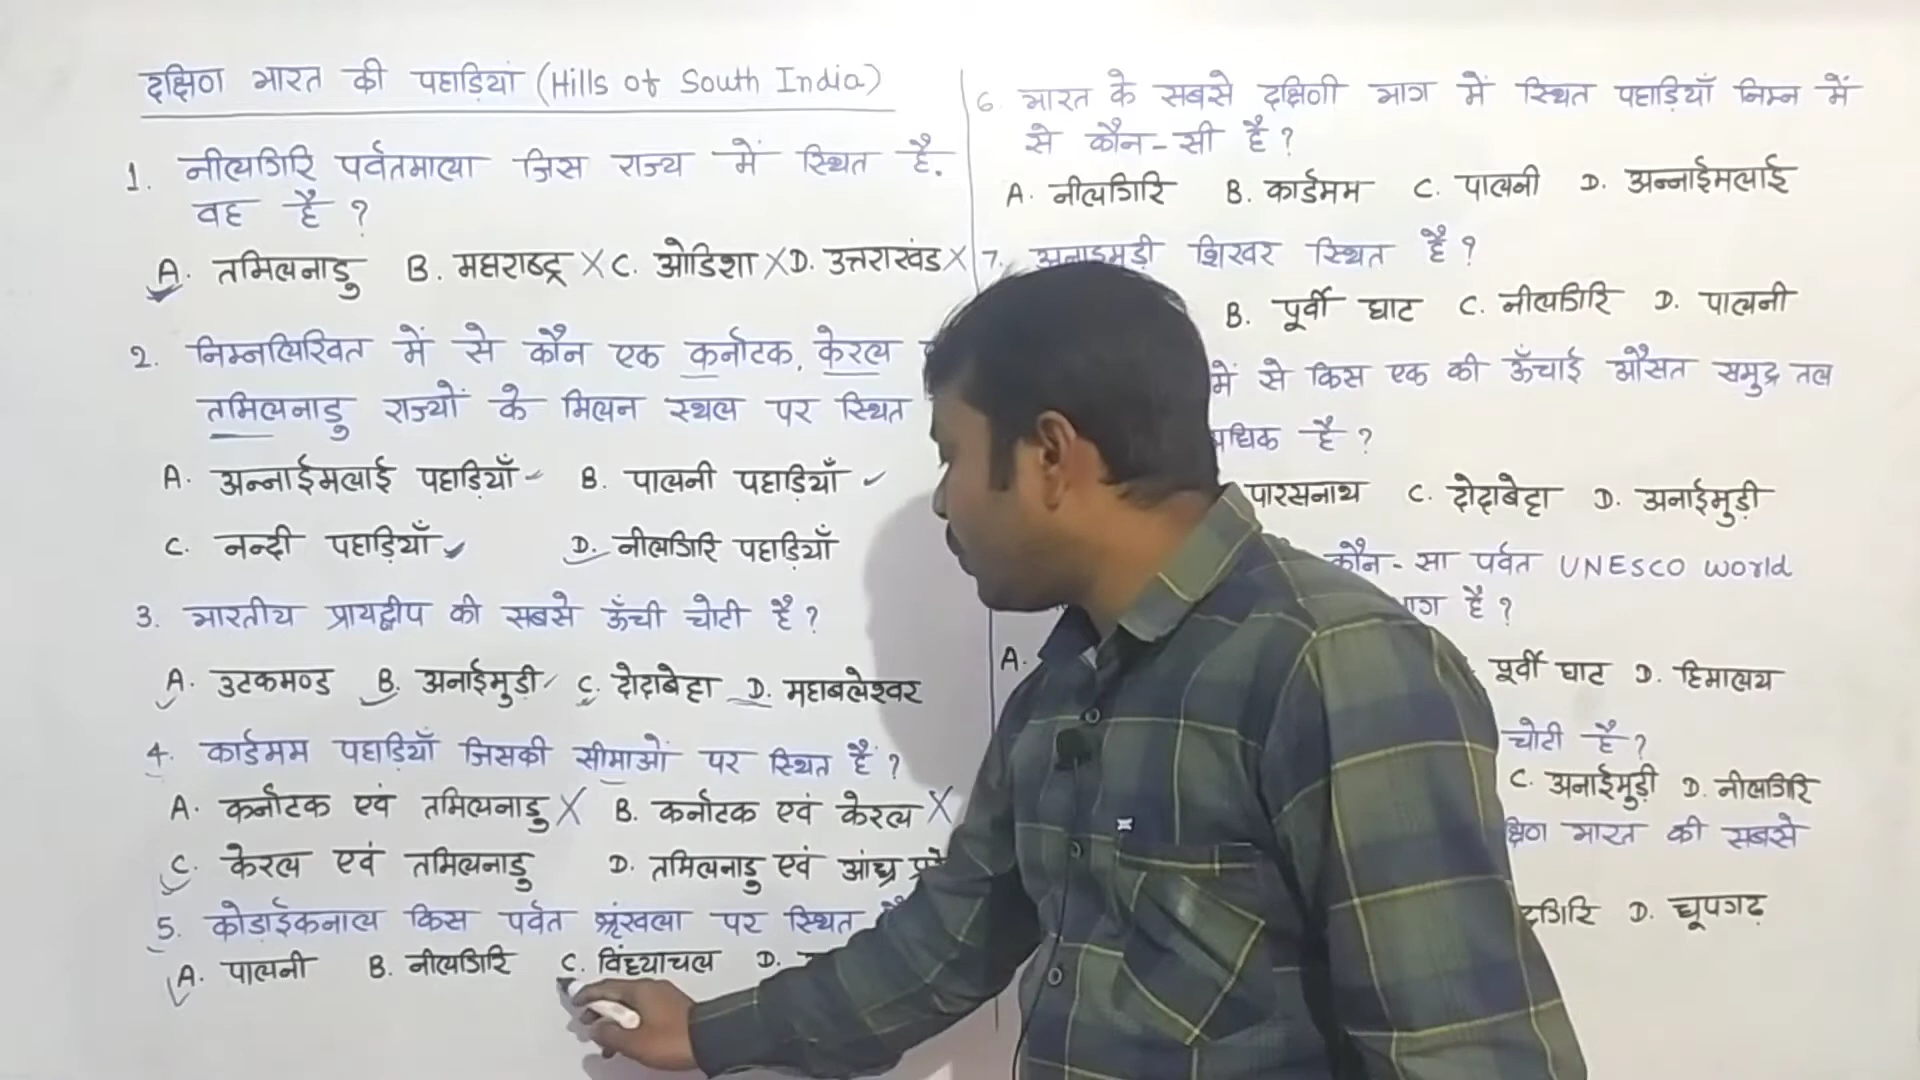 दक्षिण भारत की पहाड़ियां (Hills of South India)
1. नीलगिरि पर्वतमाला जिस राज्य में स्थित है.
वह है ?
A. तमिलनाडु B. महाराष्ट्र X C. ओडिशा X D. उत्तराखंड X
2. निम्नलिखित में से कौन एक कर्नाटक, केरल
तमिलनाडु राज्यों के मिलन स्थल पर स्थित
A. अन्नाईमलाई पहाड़ियाँ B. पालनी पहाड़ियाँ
C. नन्दी पहाड़ियाँ D. नीलगिरि पहाड़ियाँ
3. भारतीय प्रायद्वीप की सबसे ऊँची चोटी है ?
A. उटकमण्ड B. अनाईमुड़ी C. दोदाबेट्टा D. महाबलेश्वर
4. कार्डमम पहाड़ियाँ जिसकी सीमाओं पर स्थित हैं ?
A. कर्नाटक एवं तमिलनाडु X B. कर्नाटक एवं केरल X
C. केरल एवं तमिलनाडु D. तमिलनाडु एवं आंध्र
5. कोडाईकनाल किस पर्वत श्रृंखला पर स्थित
A. पालनी B. नीलगिरि C. विंध्याचल D.
6. भारत के सबसे दक्षिणी भाग में स्थित पहाड़ियाँ निम्न में
से कौन-सी है ?
A. नीलगिरि B. कार्डमम C. पालनी D. अन्नाईमलाई
7. अनाइमुड़ी शिखर स्थित है ?
B. पूर्वी घाट C. नीलगिरि D. पालनी
में से किस एक की ऊँचाई औसत समुद्र तल
है ?
पारसनाथ C. दोदाबेट्टा D. अनाईमुड़ी
कौन-सा पर्वत UNESCO World
है ?
A. पूर्वी घाट D. हिमालय
चोटी है ?
C. अनाईमुड़ी D. नीलगिरि
भारत की सबसे
D. धूपगढ़